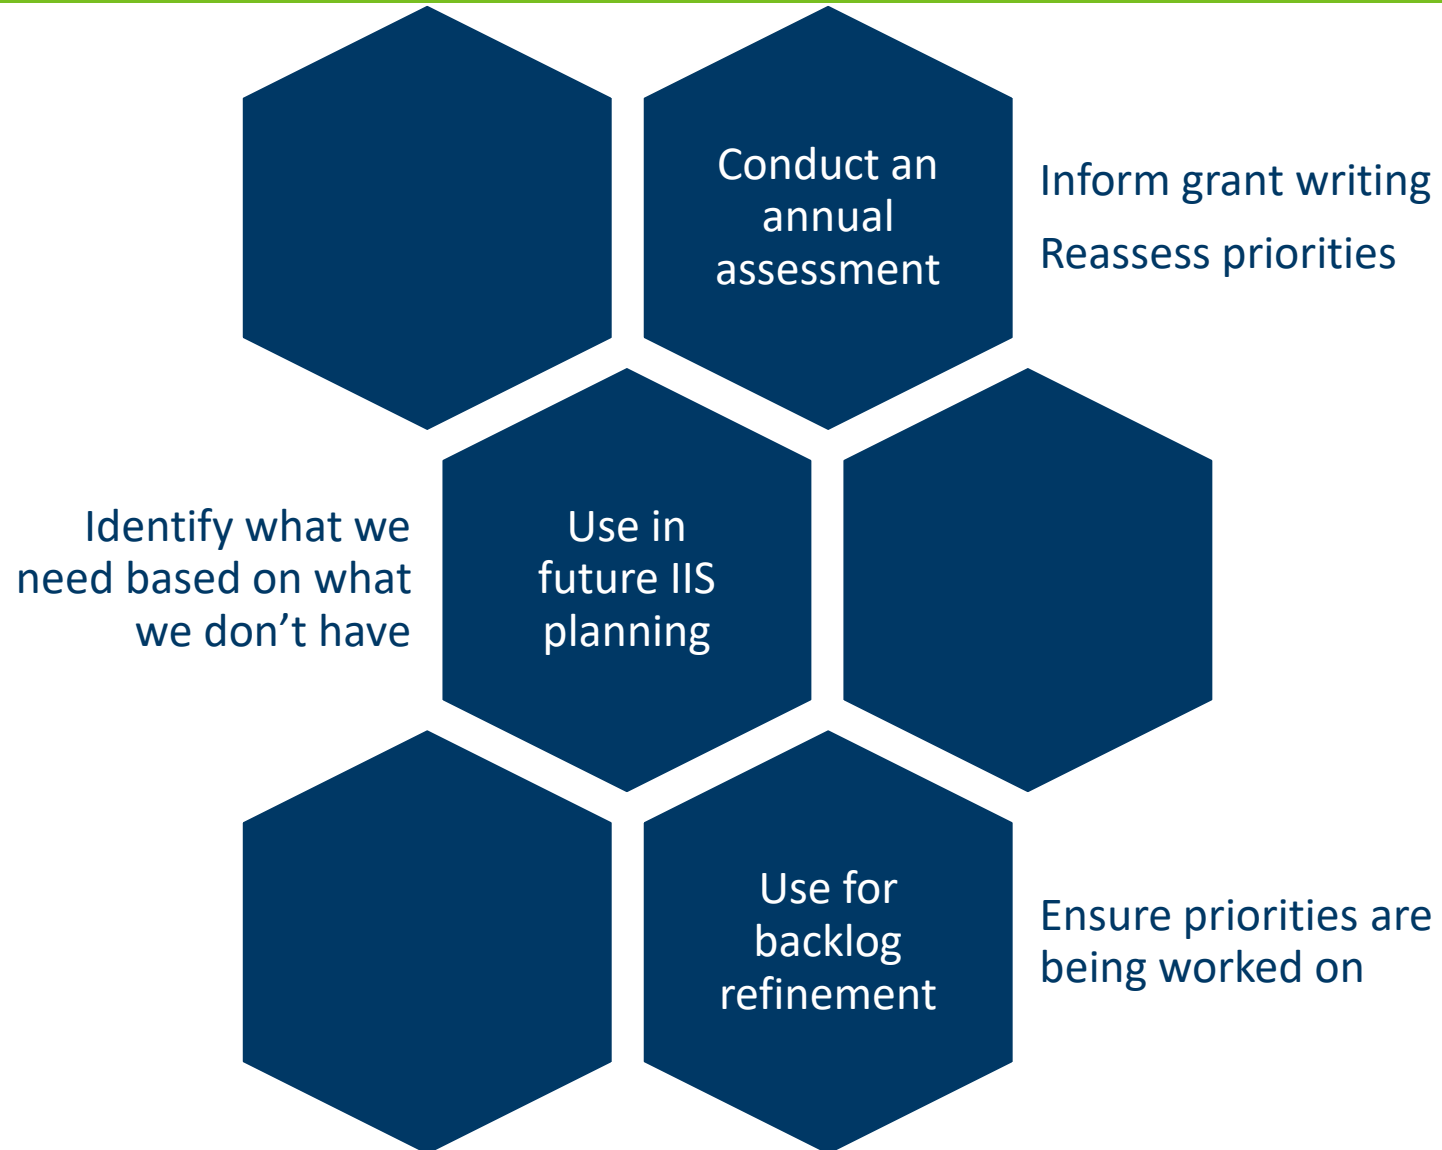 Conduct an
annual
assessment
Inform grant writing
Reassess priorities
Identify what we
need based on what
we don’t have
Use in
future IIS
planning
Use for
backlog
refinement
Ensure priorities are
being worked on